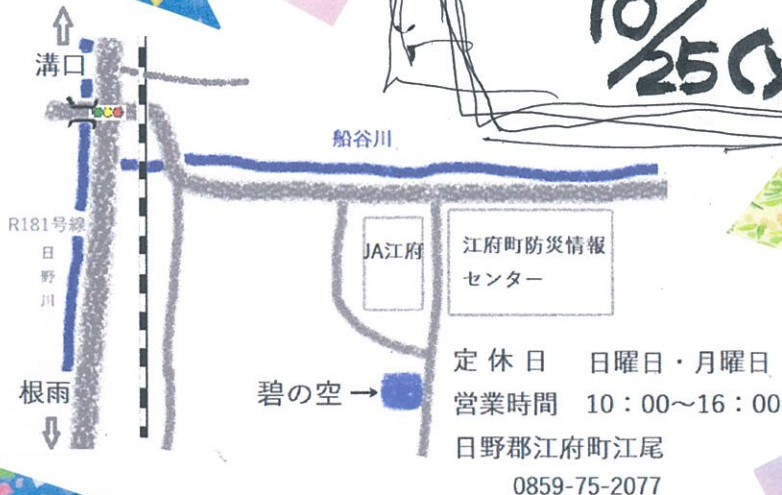 10/25
溝口
船谷川
R181号線
日野川
JA江府
江府町防災情報
センター
根雨
碧の空→
定休日 日曜日・月曜日
営業時間 10：00～16：00
日野郡江府町江尾
0859-75-2077